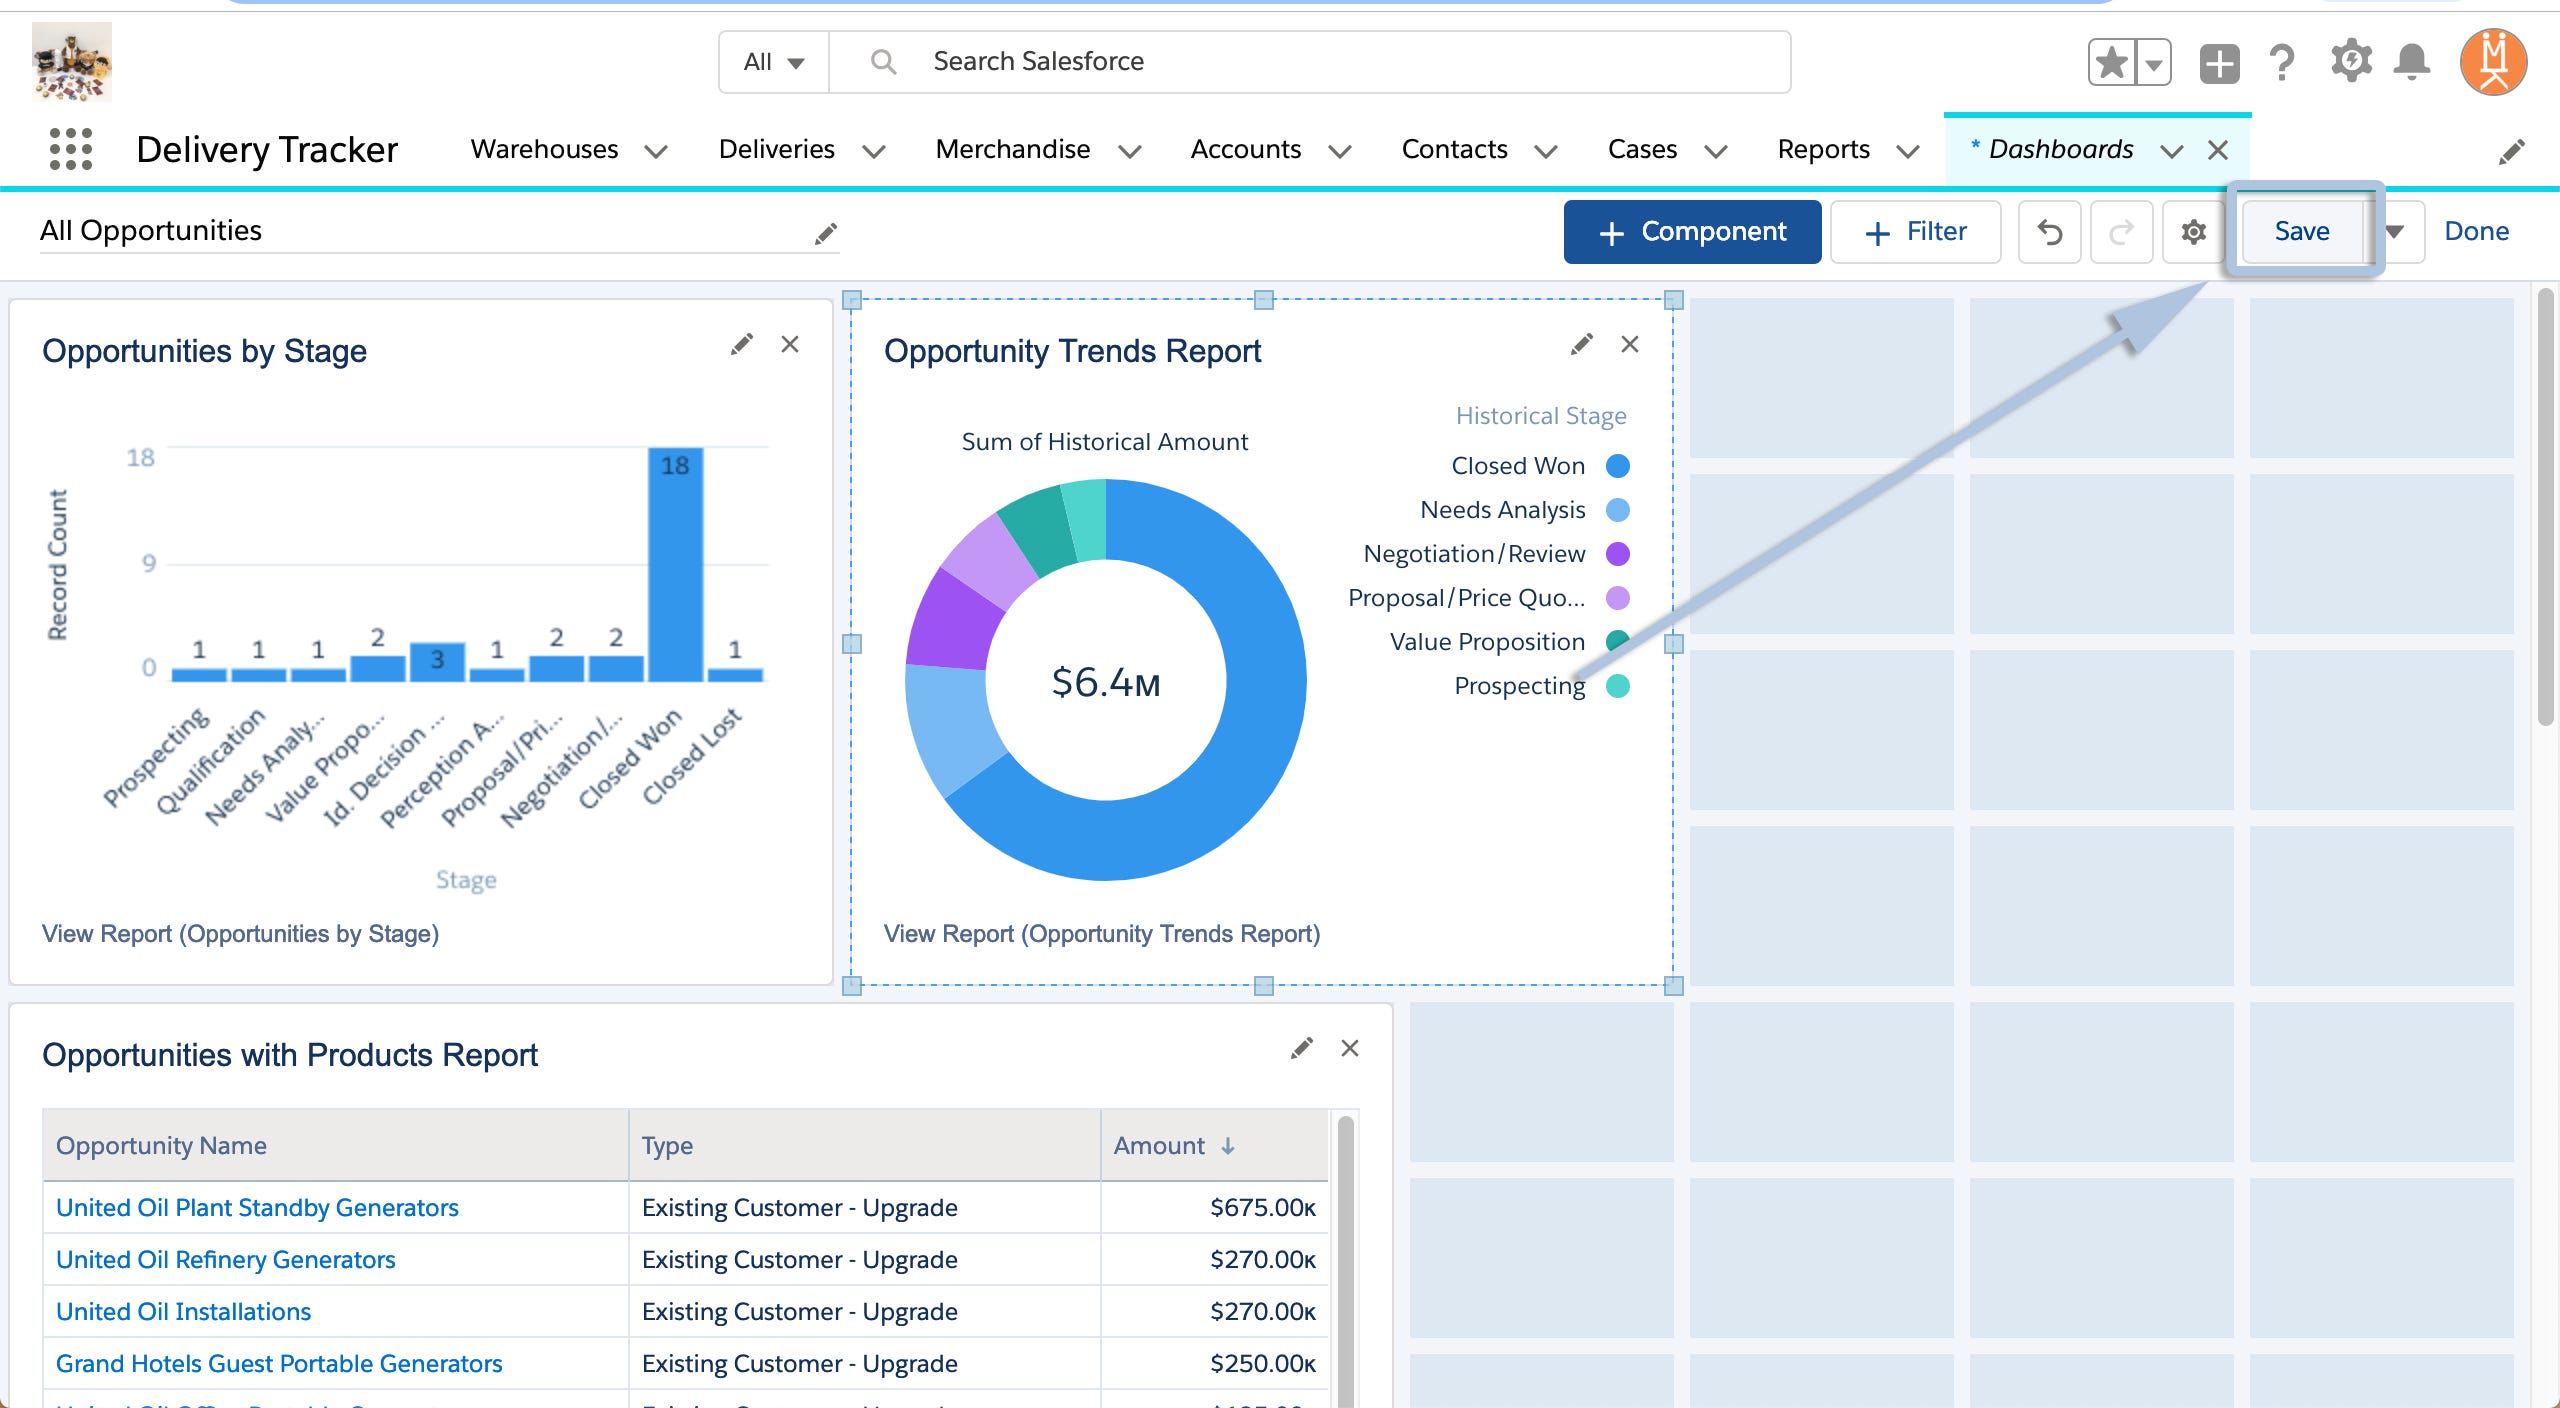 All
Search Salesforce
Delivery Tracker
Warehouses
Deliveries
Merchandise
Accounts
Contacts
Cases
Reports
* Dashboards
All Opportunities
+ Component
+ Filter
Save
Done
Opportunities by Stage
Record Count
18
9
0
1
1
1
2
3
1
2
2
18
1
Prospecting
Qualification
Needs Analy...
Value Propo...
Id. Decision ...
Perception A...
Proposal/Pri...
Negotiation/...
Closed Won
Closed Lost
Stage
View Report (Opportunities by Stage)
Opportunity Trends Report
Sum of Historical Amount
$6.4M
Historical Stage
Closed Won
Needs Analysis
Negotiation/Review
Proposal/Price Quo...
Value Proposition
Prospecting
View Report (Opportunity Trends Report)
Opportunities with Products Report
Opportunity Name Type Amount ↓
United Oil Plant Standby Generators Existing Customer - Upgrade $675.00K
United Oil Refinery Generators Existing Customer - Upgrade $270.00K
United Oil Installations Existing Customer - Upgrade $270.00K
Grand Hotels Guest Portable Generators Existing Customer - Upgrade $250.00K